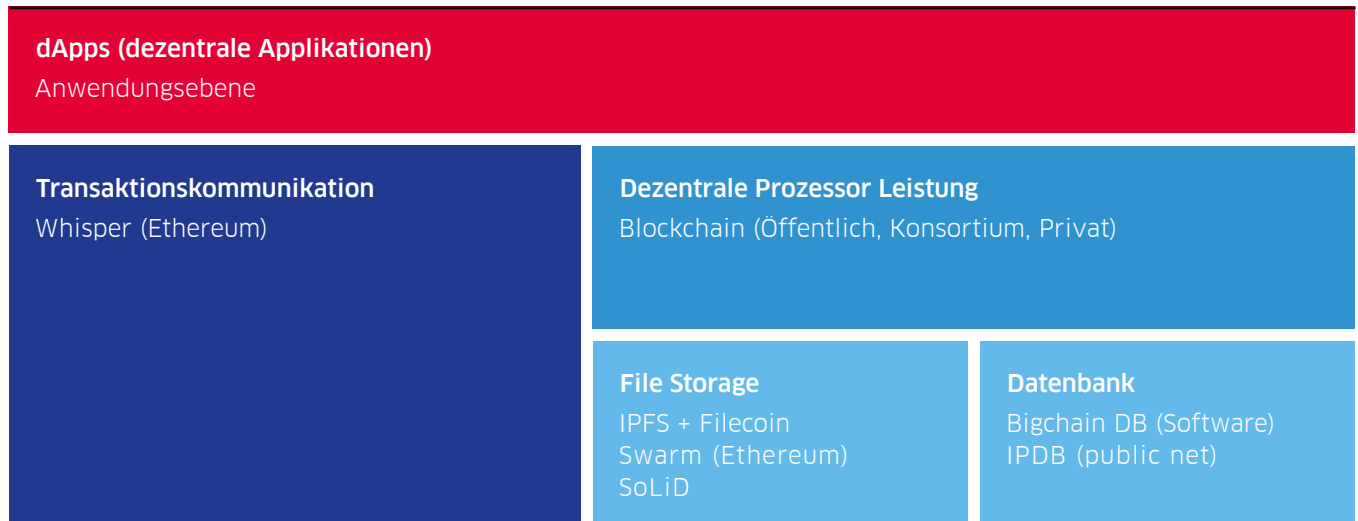 dApps (dezentrale Applikationen)
Anwendungsebene
Transaktionskommunikation
Whisper (Ethereum)
Dezentrale Prozessor Leistung
Blockchain (Öffentlich, Konsortium, Privat)
File Storage
IPFS + Filecoin
Swarm (Ethereum)
SoLiD
Datenbank
Bigchain DB (Software)
IPDB (public net)